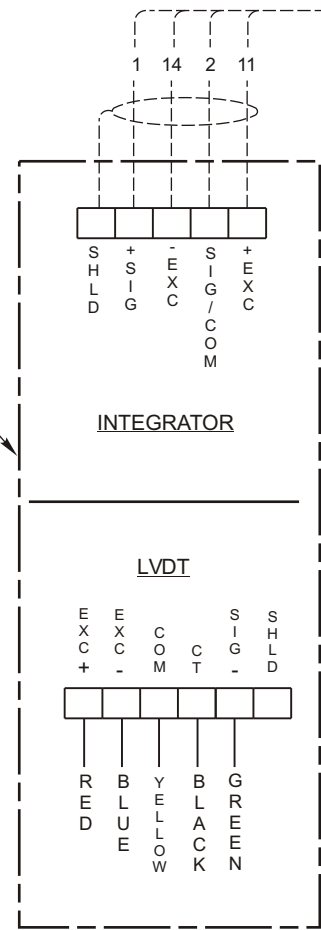 1 14 2 11
SHLD +SIG -EXC SIG/COM +EXC
INTEGRATOR
LVDT
EXC+ EXC- COM CT SIG- SHLD
RED BLUE YELLOW BLACK GREEN